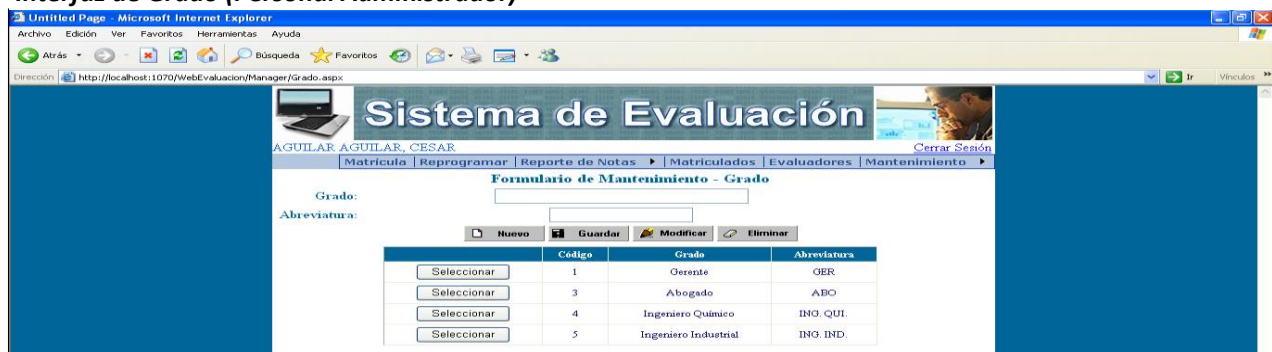 Interfaz de Grado (Personal Administrador)
Untitled Page - Microsoft Internet Explorer
Archivo Edición Ver Favoritos Herramientas Ayuda
Atrás Búsqueda Favoritos
Dirección http://localhost:1070/WebEvaluacion/Manager/Grado.aspx Ir Vínculos »
Sistema de Evaluación
AGUILAR AGUILAR, CESAR Cerrar Sesión
Matrícula | Reprogramar | Reporte de Notas | Matriculados | Evaluadores | Mantenimiento
Formulario de Mantenimiento - Grado
Grado:
Abreviatura:
Nuevo Guardar Modificar Eliminar
Código Grado Abreviatura
Seleccionar 1 Gerente GER
Seleccionar 3 Abogado ABO
Seleccionar 4 Ingeniero Químico ING. QUI.
Seleccionar 5 Ingeniero Industrial ING. IND.